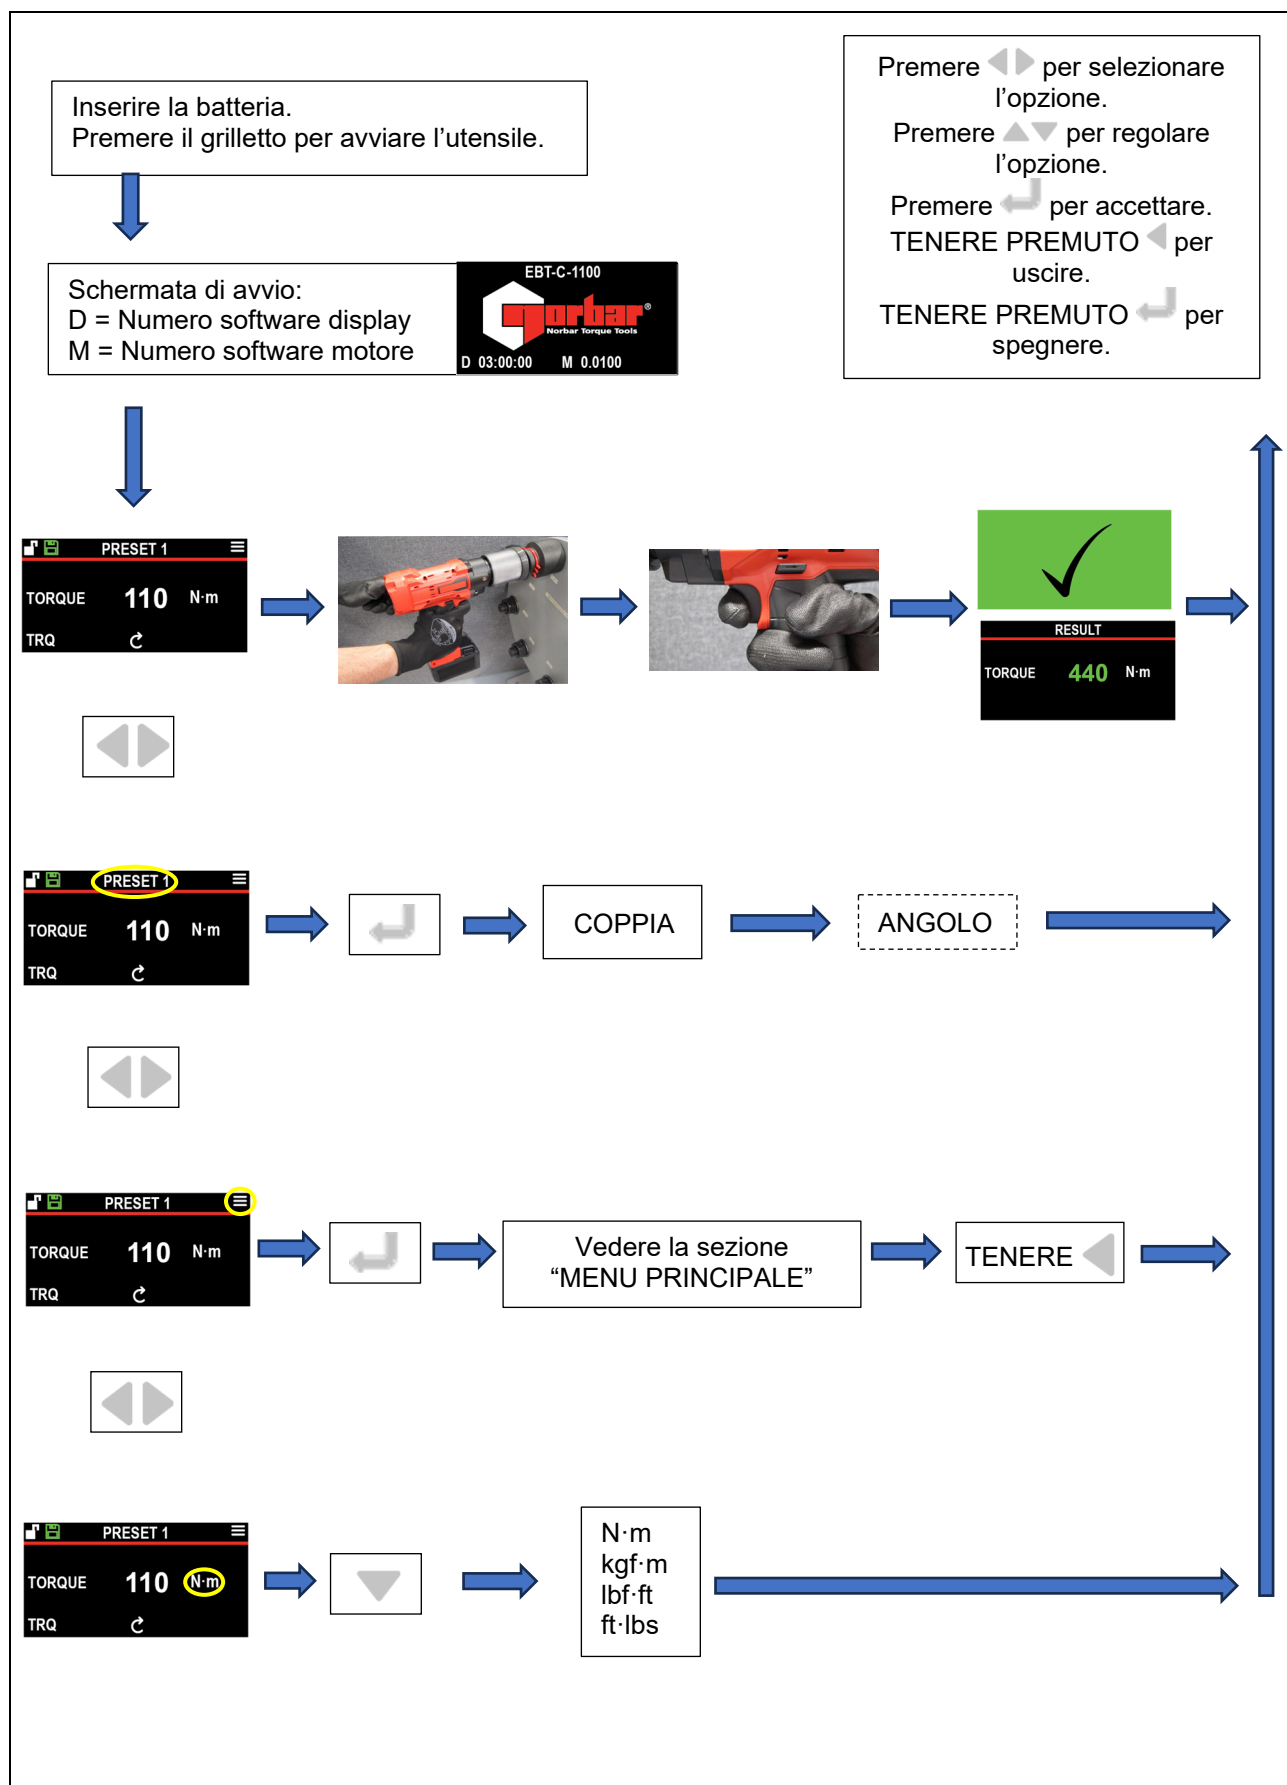 Inserire la batteria.
Premere il grilletto per avviare l'utensile.
Premere per selezionare
l'opzione.
Premere per regolare
l'opzione.
Premere per accettare.
TENERE PREMUTO per
uscire.
TENERE PREMUTO per
spegnere.
Schermata di avvio:
D = Numero software display
M = Numero software motore
EBT-C-1100
norbar®
Norbar Torque Tools
D 03:00:00 M 0.0100
PRESET 1
TORQUE 110 N·m
TRQ
RESULT
TORQUE 440 N·m
PRESET 1
TORQUE 110 N·m
TRQ
COPPIA
ANGOLO
PRESET 1
TORQUE 110 N·m
TRQ
Vedere la sezione
“MENU PRINCIPALE”
TENERE
PRESET 1
TORQUE 110 N·m
TRQ
N·m
kgf·m
lbf·ft
ft·lbs